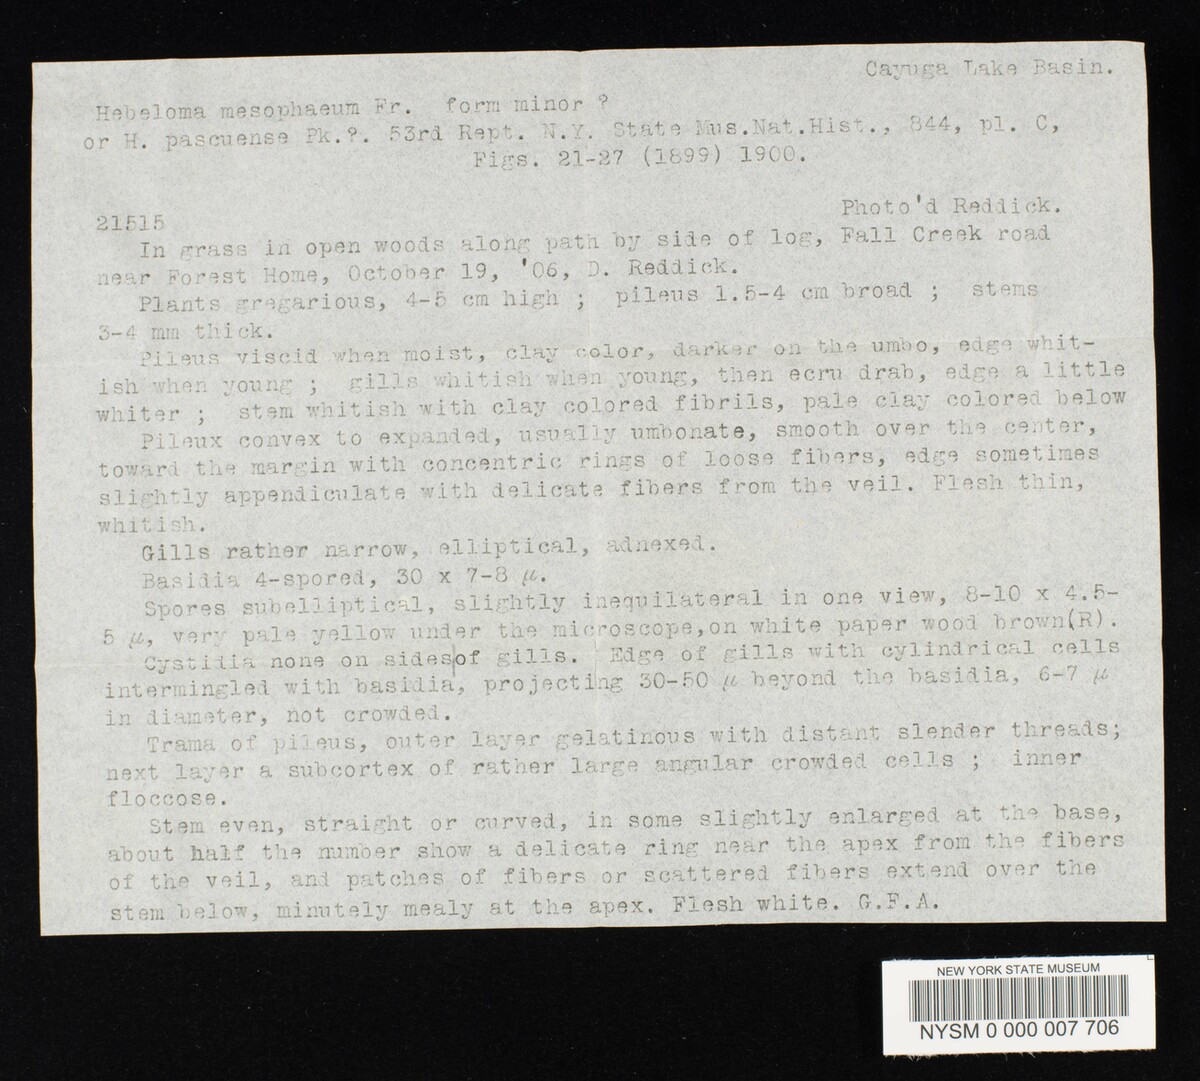 Cayuga Lake Basin.
Hebeloma mesophaeum Fr. form minor ?
or H. pascuense Pk.?. 53rd Rept. N.Y. State Mus.Nat.Hist., 844, pl. C,
Figs. 21-27 (1899) 1900.
Photo'd Reddick.
21515
In grass in open woods along path by side of log, Fall Creek road
near Forest Home, October 19, '06, D. Reddick.
Plants gregarious, 4-5 cm high ; pileus 1.5-4 cm broad ; stems
3-4 mm thick.
Pileus viscid when moist, clay color, darker on the umbo, edge whit-
ish when young ; gills whitish when young, then ecru drab, edge a little
whiter ; stem whitish with clay colored fibrils, pale clay colored below
Pileux convex to expanded, usually umbonate, smooth over the center,
toward the margin with concentric rings of loose fibers, edge sometimes
slightly appendiculate with delicate fibers from the veil. Flesh thin,
whitish.
Gills rather narrow, elliptical, adnexed.
Basidia 4-spored, 30 x 7-8 µ.
Spores subelliptical, slightly inequilateral in one view, 8-10 x 4.5-
5 µ, very pale yellow under the microscope,on white paper wood brown(R).
Cystidia none on sides|of gills. Edge of gills with cylindrical cells
intermingled with basidia, projecting 30-50 µ beyond the basidia, 6-7 µ
in diameter, not crowded.
Trama of pileus, outer layer gelatinous with distant slender threads;
next layer a subcortex of rather large angular crowded cells ; inner
floccose.
Stem even, straight or curved, in some slightly enlarged at the base,
about half the number show a delicate ring near the apex from the fibers
of the veil, and patches of fibers or scattered fibers extend over the
stem below, minutely mealy at the apex. Flesh white. G.F.A.
NEW YORK STATE MUSEUM
NYSM 0 000 007 706